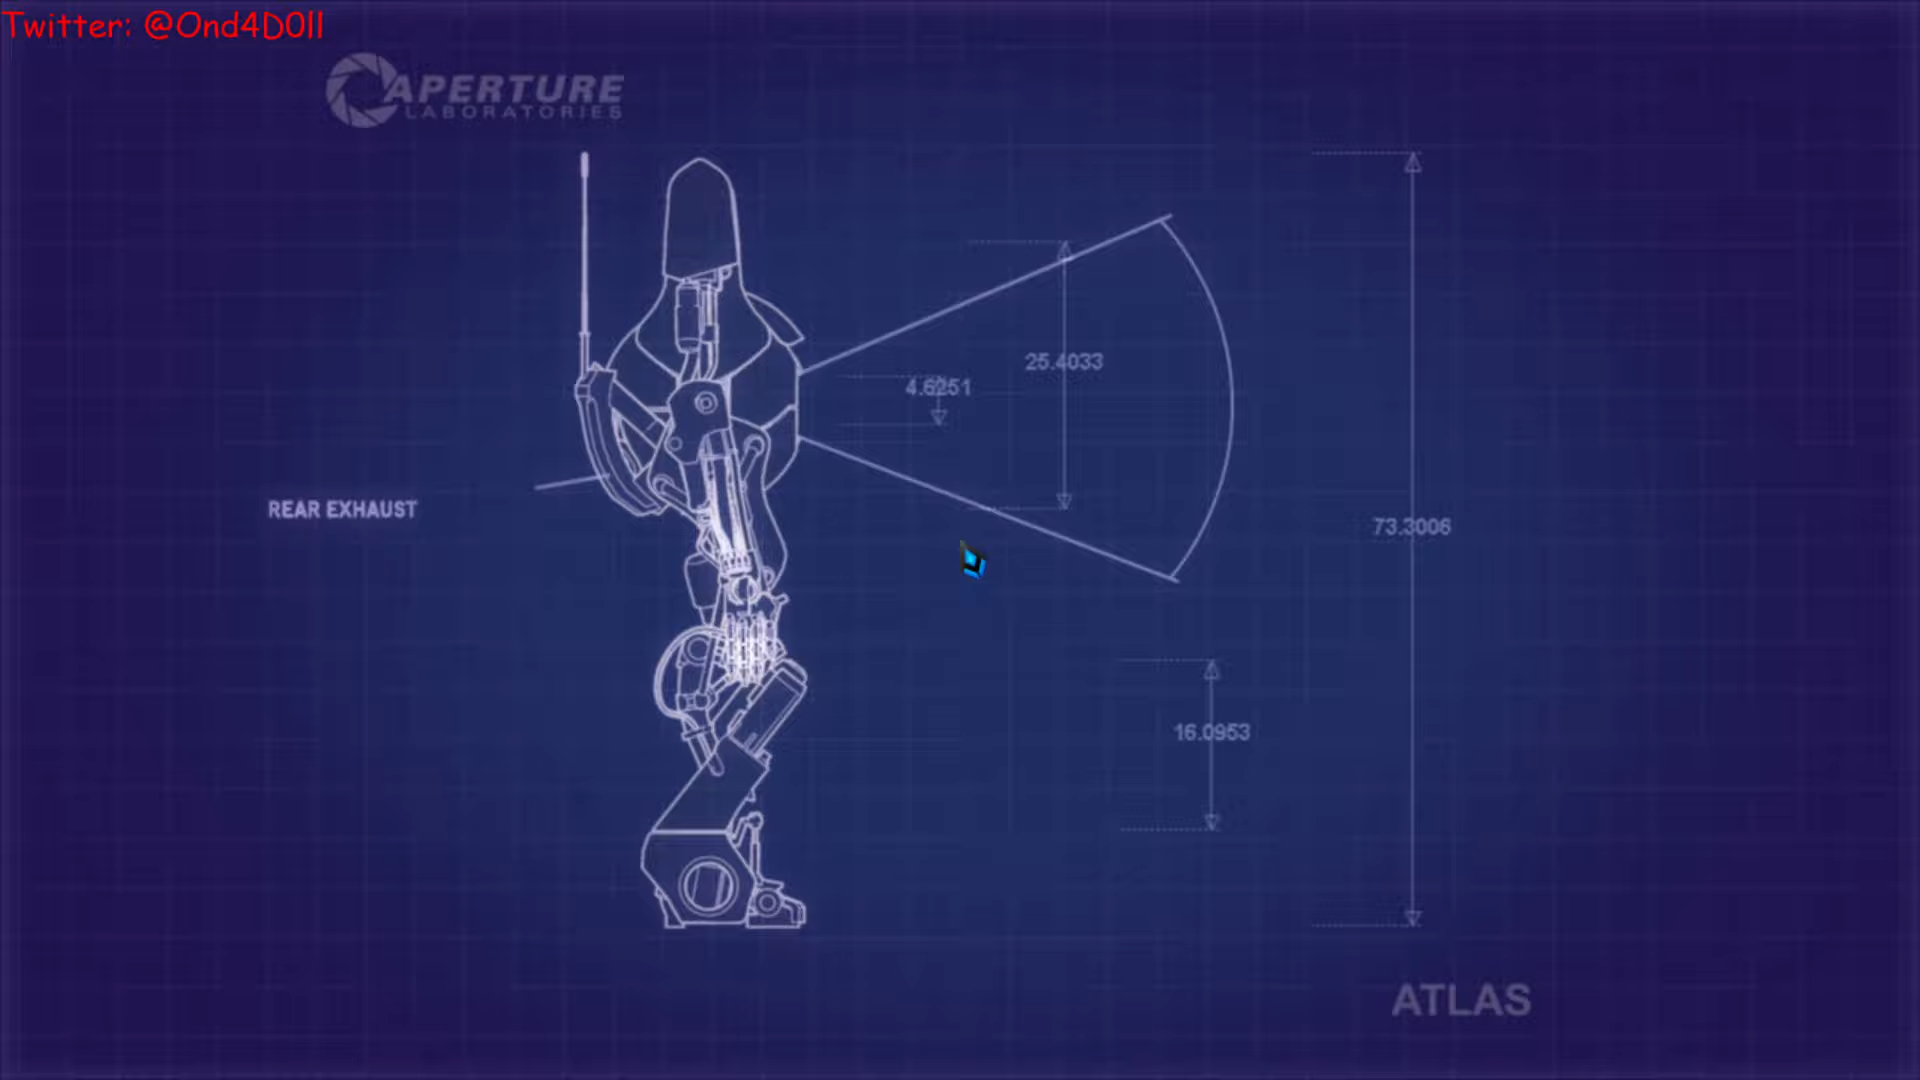 Twitter: @Ond4D0ll
APERTURE
LABORATORIES
25.4033
4.6251
REAR EXHAUST
73.3006
16.0953
ATLAS